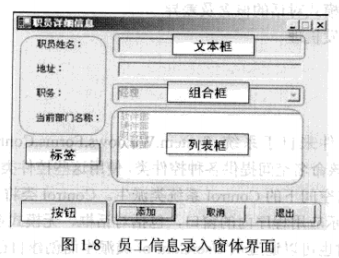 职员详细信息
职员姓名：
文本框
地址：
职务：
经理
组合框
当前部门名称：
列表框
标签
按钮
添加
取消
退出
图 1-8 员工信息录入窗体界面